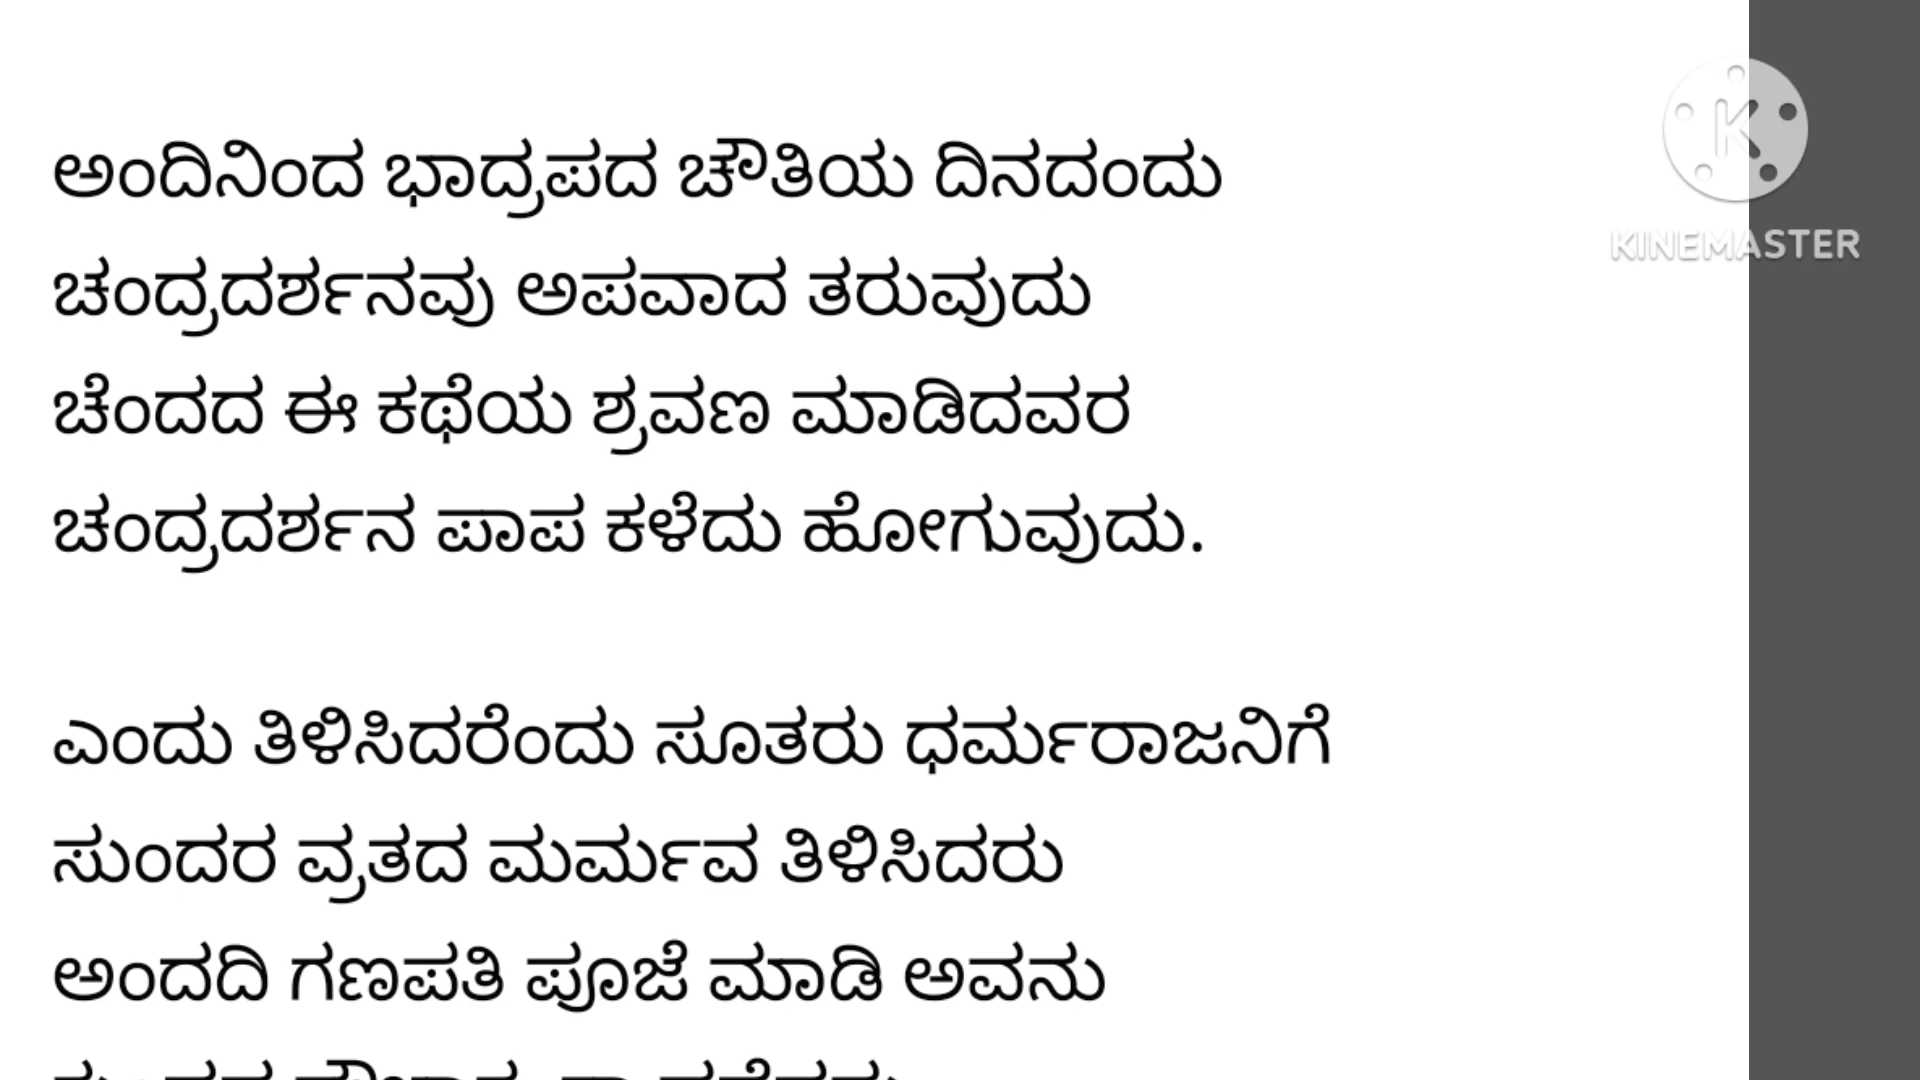 ಅಂದಿನಿಂದ ಭಾದ್ರಪದ ಚೌತಿಯ ದಿನದಂದು
ಚಂದ್ರದರ್ಶನವು ಅಪವಾದ ತರುವುದು
ಚೆಂದದ ಈ ಕಥೆಯ ಶ್ರವಣ ಮಾಡಿದವರ
ಚಂದ್ರದರ್ಶನ ಪಾಪ ಕಳೆದು ಹೋಗುವುದು.
ಎಂದು ತಿಳಿಸಿದರೆಂದು ಸೂತರು ಧರ್ಮರಾಜನಿಗೆ
ಸುಂದರ ವ್ರತದ ಮರ್ಮವ ತಿಳಿಸಿದರು
ಅಂದದಿ ಗಣಪತಿ ಪೂಜೆ ಮಾಡಿ ಅವನು
KINEMASTER